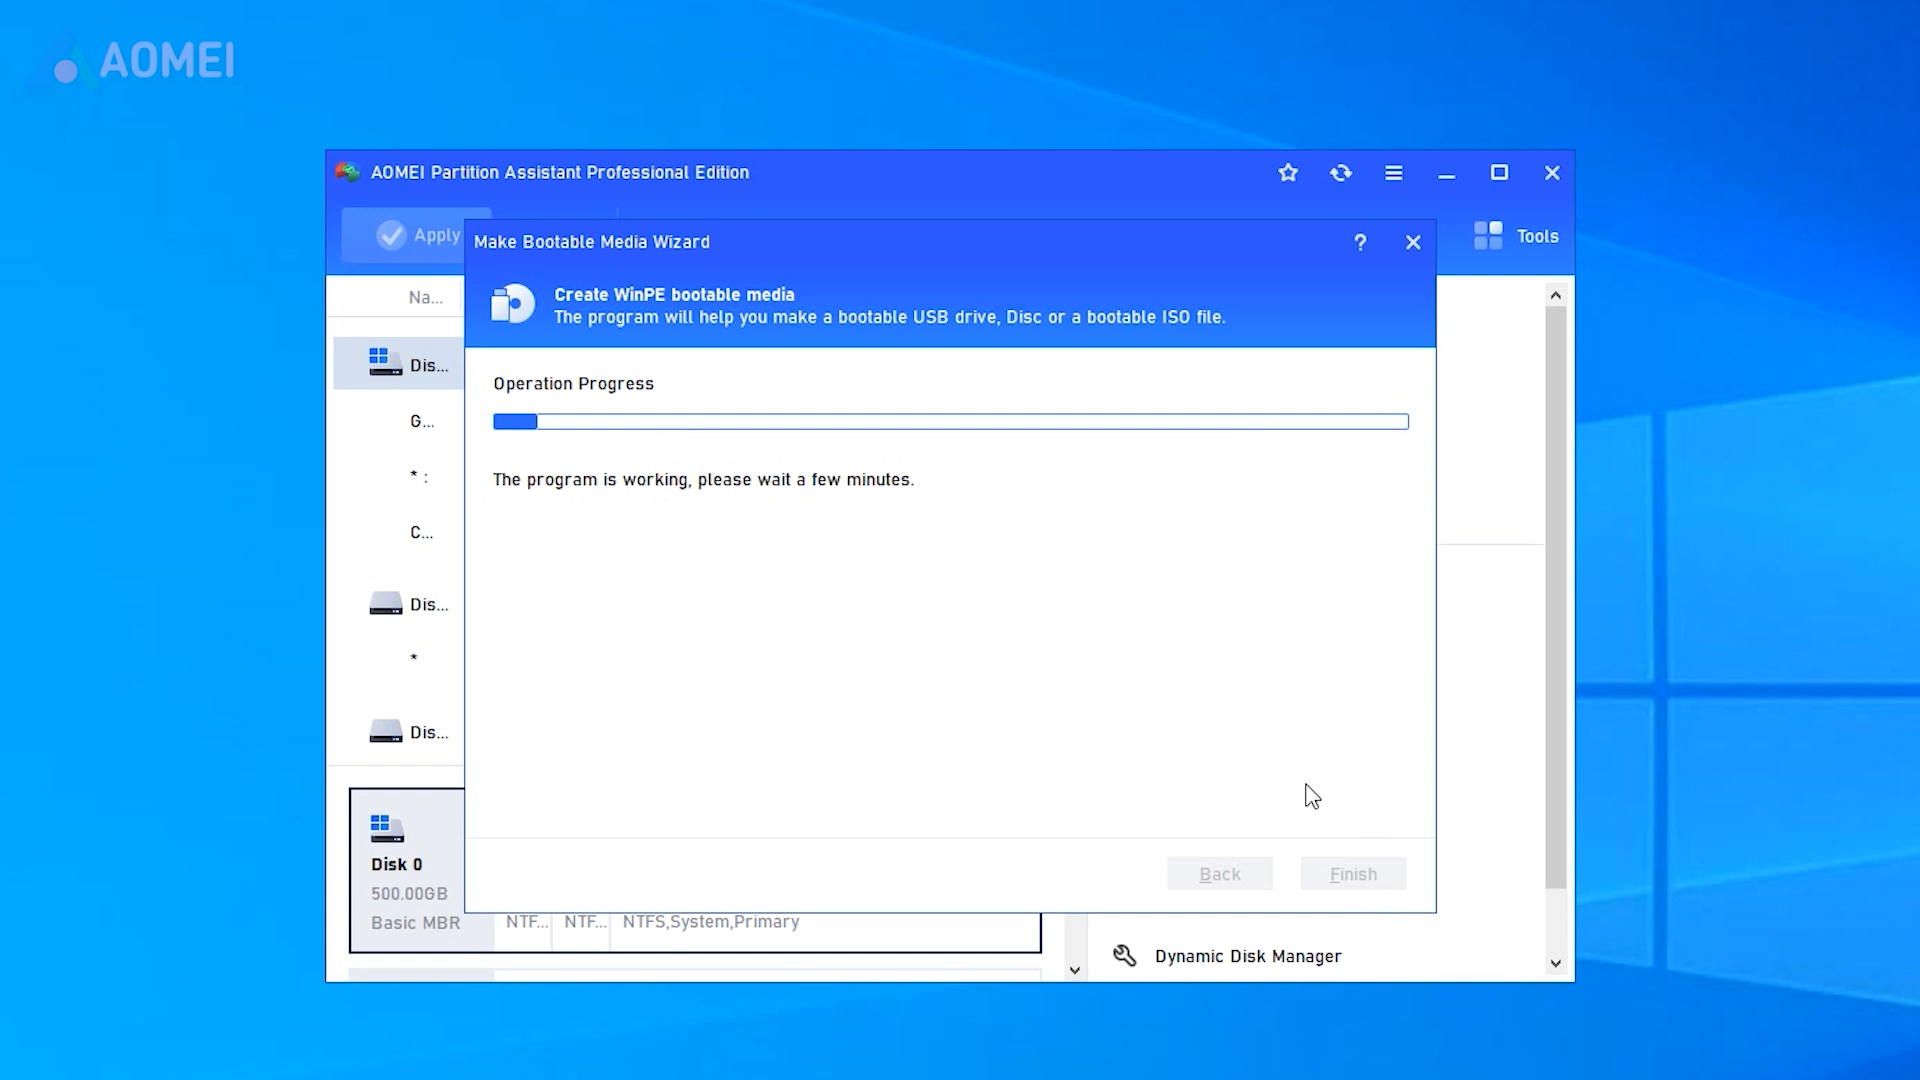 AOMEI
AOMEI Partition Assistant Professional Edition
Apply
Tools
Make Bootable Media Wizard
?
Create WinPE bootable media
The program will help you make a bootable USB drive, Disc or a bootable ISO file.
Na...
Dis...
G...
* :
C...
Dis...
*
Dis...
Operation Progress
The program is working, please wait a few minutes.
Back
Finish
Disk 0
500.00GB
Basic MBR
NTF...
NTF...
NTFS,System,Primary
Dynamic Disk Manager